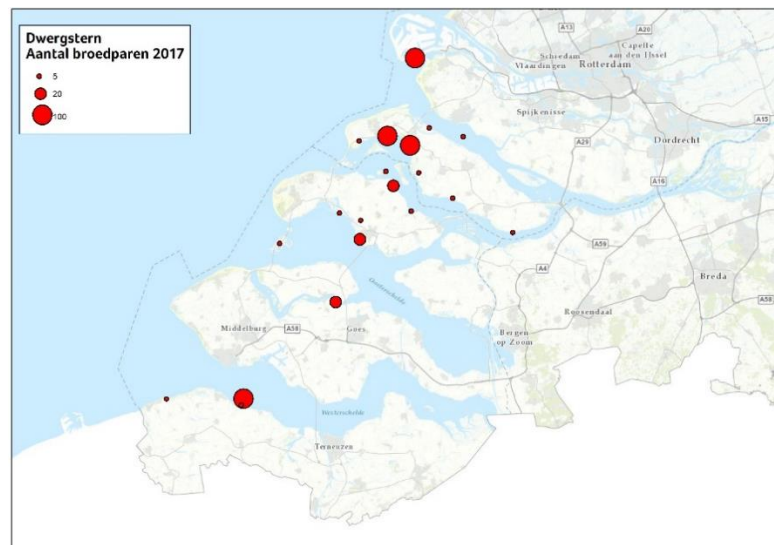 Dwergstern
Aantal broedparen 2017
5
20
100
A13
A20
Schiedam
Capelle
aan den IJssel
Vlaardingen
Rotterdam
Spijkenisse
A15
Dordrecht
A29
A16
A59
A4
Breda
Oosterschelde
Roosendaal
A58
Middelburg
A58
Goes
Bergen
op Zoom
Westerschelde
Terneuzen